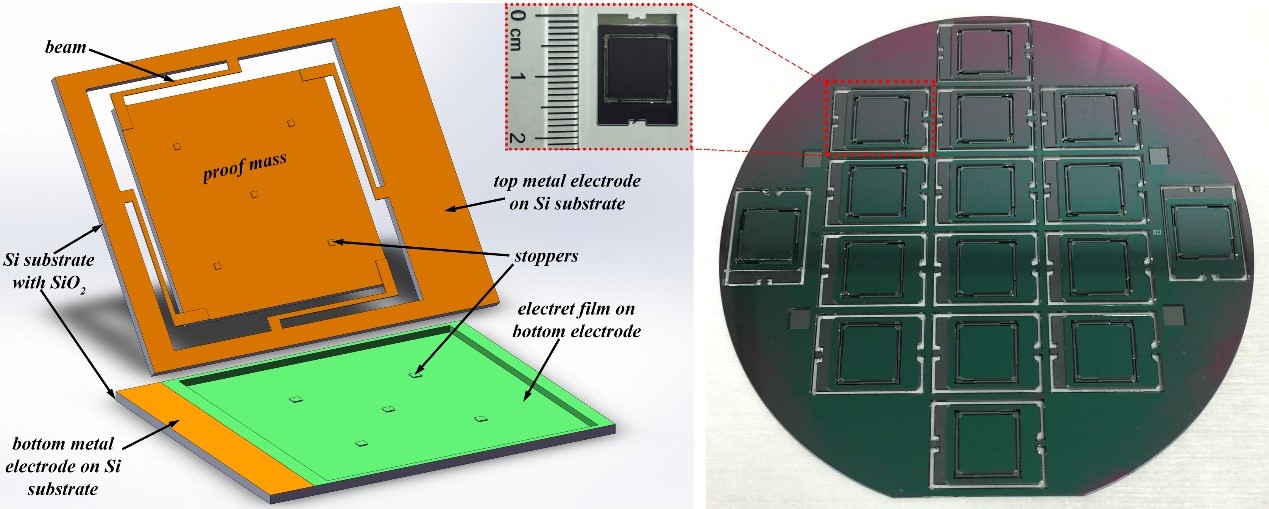 beam
proof mass
top metal electrode
on Si substrate
Si substrate
with SiO₂
stoppers
electret film on
bottom electrode
bottom metal
electrode on Si
substrate
0
cm
1
2